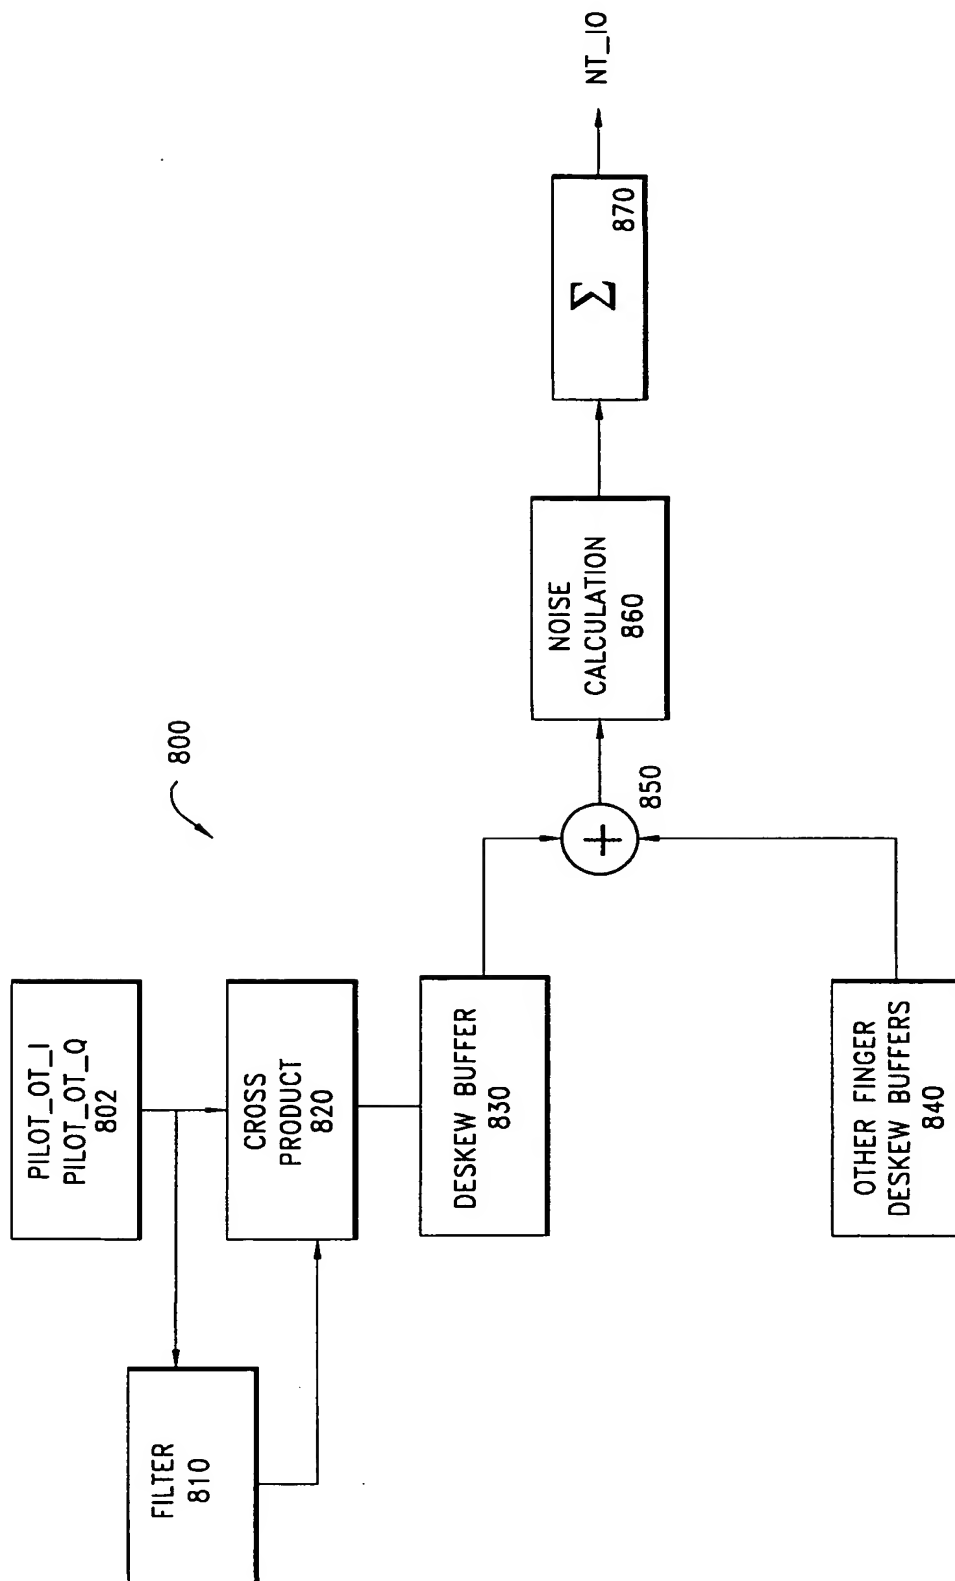 800
PILOT_OT_I
PILOT_OT_Q
802
FILTER
810
CROSS
PRODUCT
820
DESKEW BUFFER
830
OTHER FINGER
DESKEW BUFFERS
840
+
850
NOISE
CALCULATION
860
Σ
870
NT_IO